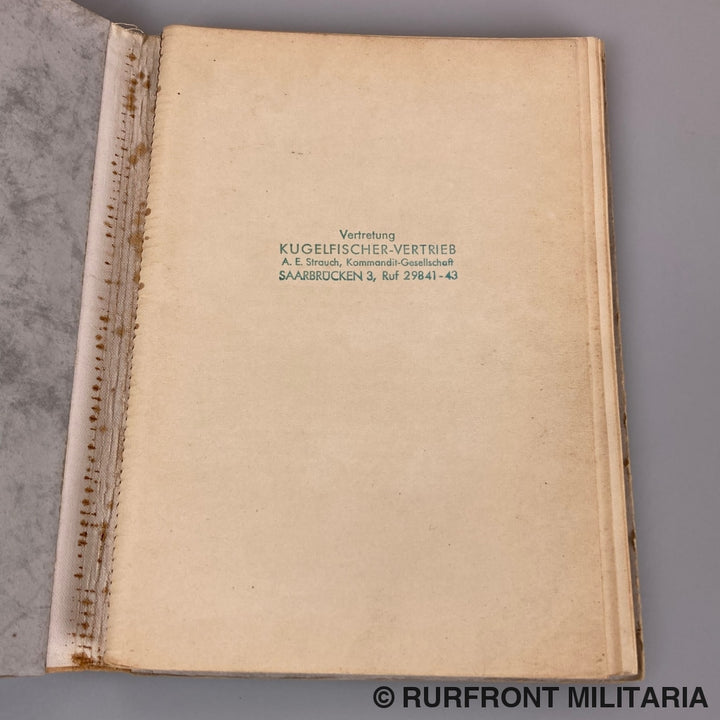 Vertretung
KUGELFISCHER-VERTRIEB
A. E. Strauch, Kommandit-Gesellschaft
SAARBRÜCKEN 3, Ruf 29841-43
© RURFRONT MILITARIA